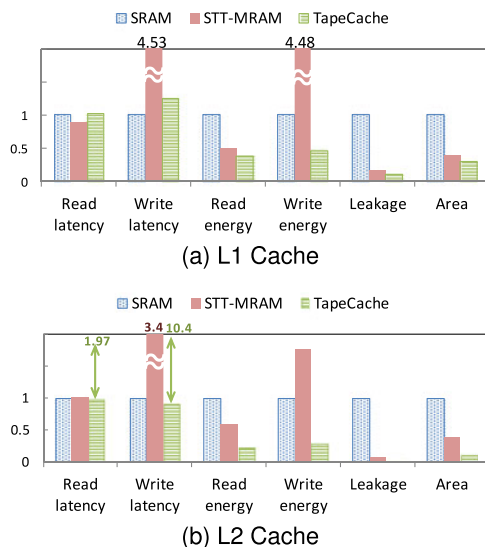 SRAM STT-MRAM TapeCache
4.53 4.48
1
0.5
0
Read latency Write latency Read energy Write energy Leakage Area
(a) L1 Cache
SRAM STT-MRAM TapeCache
1.97 3.4 10.4
1
0.5
0
Read latency Write latency Read energy Write energy Leakage Area
(b) L2 Cache